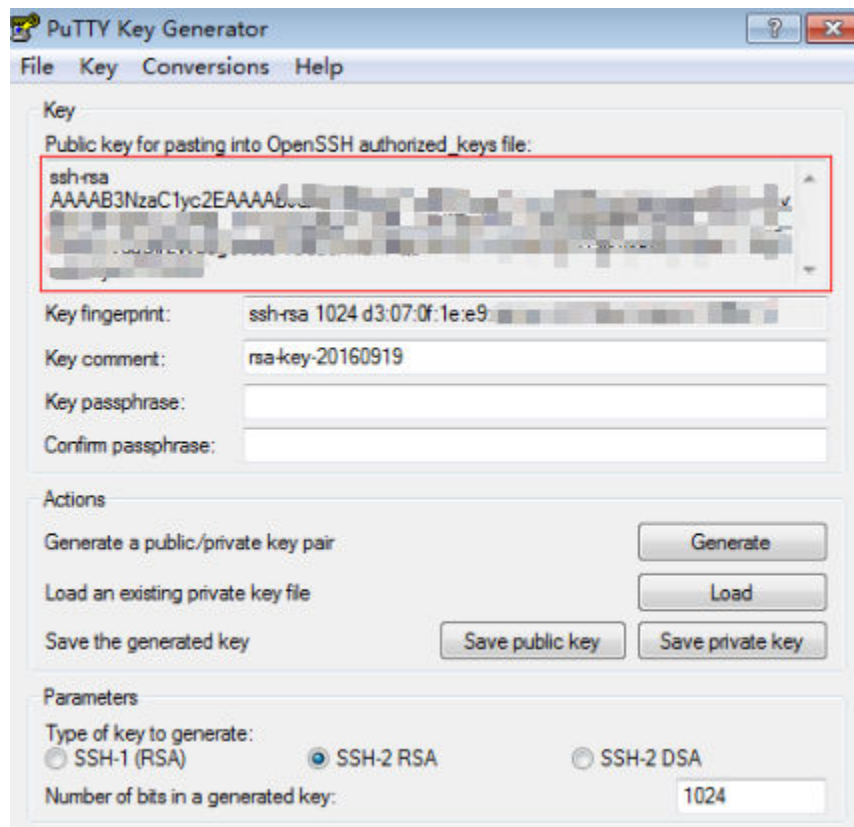 PuTTY Key Generator
File Key Conversions Help
Key
Public key for pasting into OpenSSH authorized_keys file:
ssh-rsa
AAAAB3NzaC1yc2EAAAAB
Key fingerprint: ssh-rsa 1024 d3:07:0f:1e:e9:
Key comment: rsa-key-20160919
Key passphrase:
Confirm passphrase:
Actions
Generate a public/private key pair Generate
Load an existing private key file Load
Save the generated key Save public key Save private key
Parameters
Type of key to generate:
SSH-1 (RSA) SSH-2 RSA SSH-2 DSA
Number of bits in a generated key: 1024